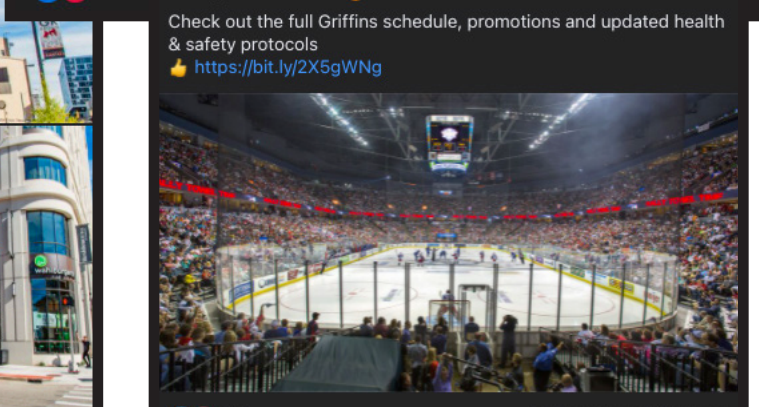 Check out the full Griffins schedule, promotions and updated health
& safety protocols
👍 https://bit.ly/2X5gWNg